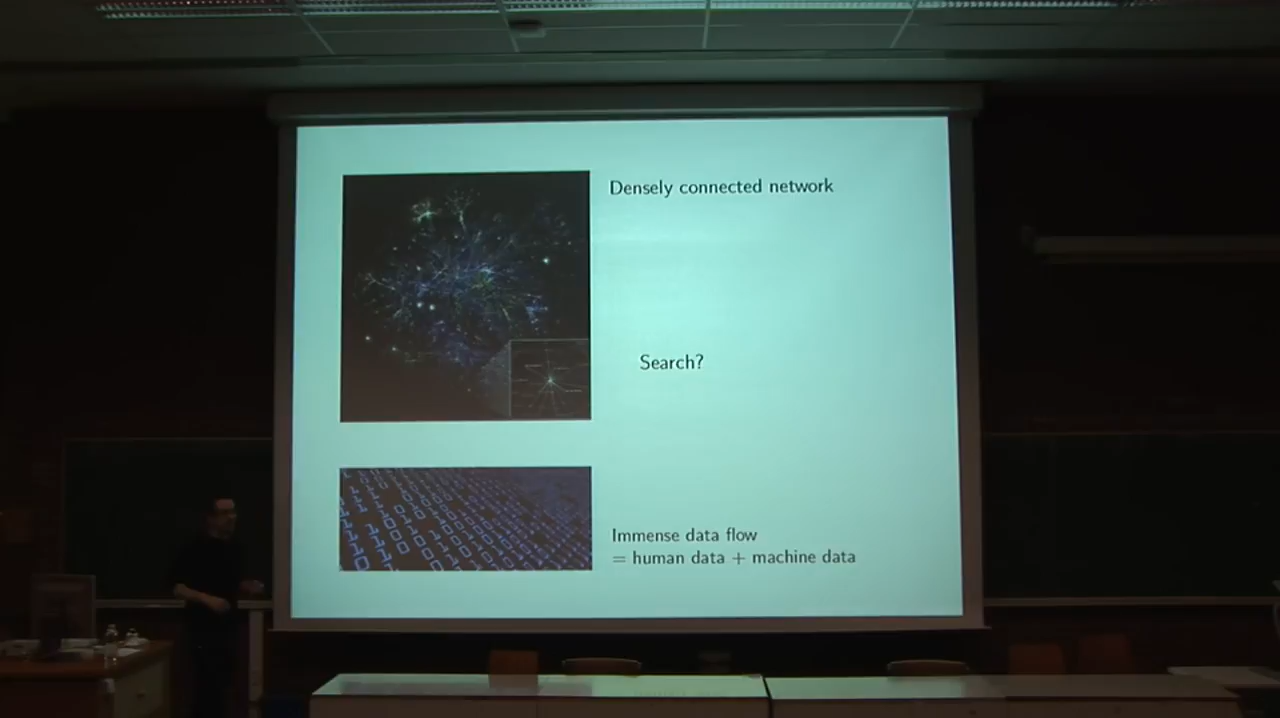 Densely connected network
Search?
Immense data flow
= human data + machine data